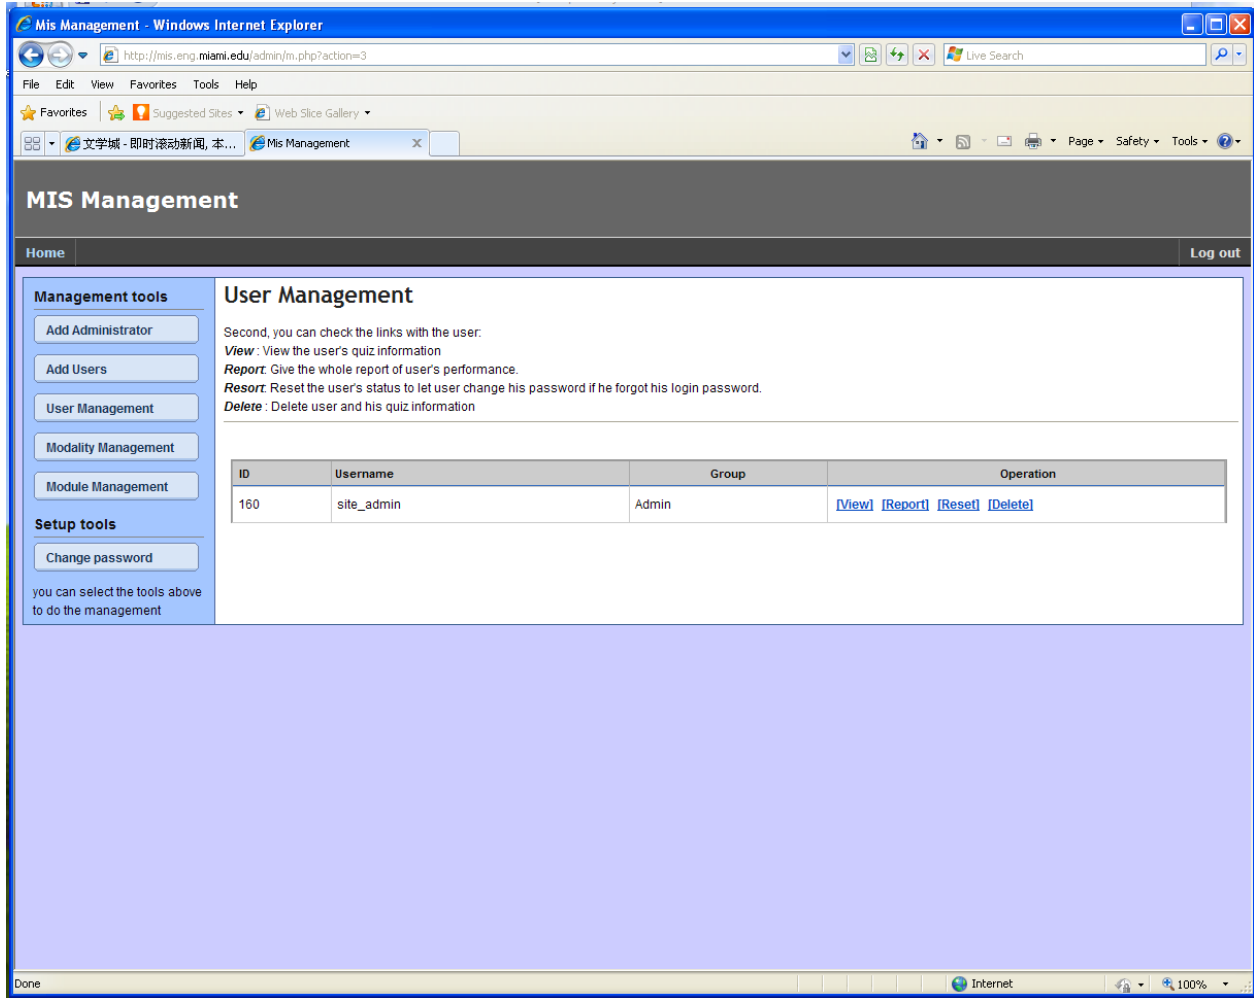 Mis Management - Windows Internet Explorer
http://mis.eng.miami.edu/admin/m.php?action=3
Live Search
File Edit View Favorites Tools Help
Favorites Suggested Sites Web Slice Gallery
文学城 - 即时滚动新闻, 本... Mis Management X Page Safety Tools
MIS Management
Home Log out
Management tools
Add Administrator
Add Users
User Management
Modality Management
Module Management
Setup tools
Change password
you can select the tools above
to do the management
User Management
Second, you can check the links with the user:
View : View the user's quiz information
Report: Give the whole report of user's performance.
Resort: Reset the user's status to let user change his password if he forgot his login password.
Delete : Delete user and his quiz information
ID Username Group Operation
160 site_admin Admin [View] [Report] [Reset] [Delete]
Done Internet 100%